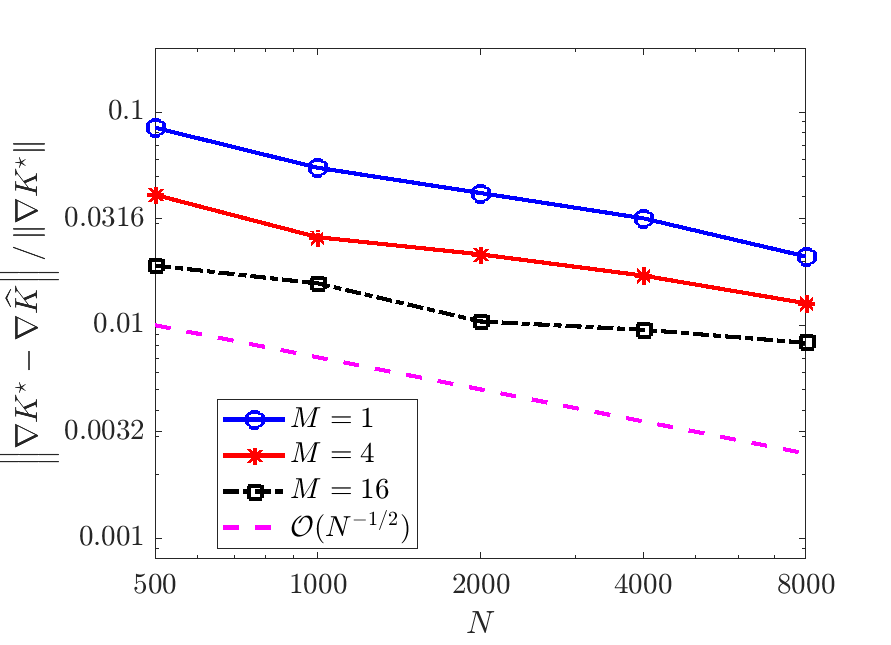 0.1
0.0316
0.01
0.0032
0.001
500 1000 2000 4000 8000
N
‖∇K⋆ − ∇K̂‖ / ‖∇K⋆‖
M = 1
M = 4
M = 16
𝒪(N^{−1/2})